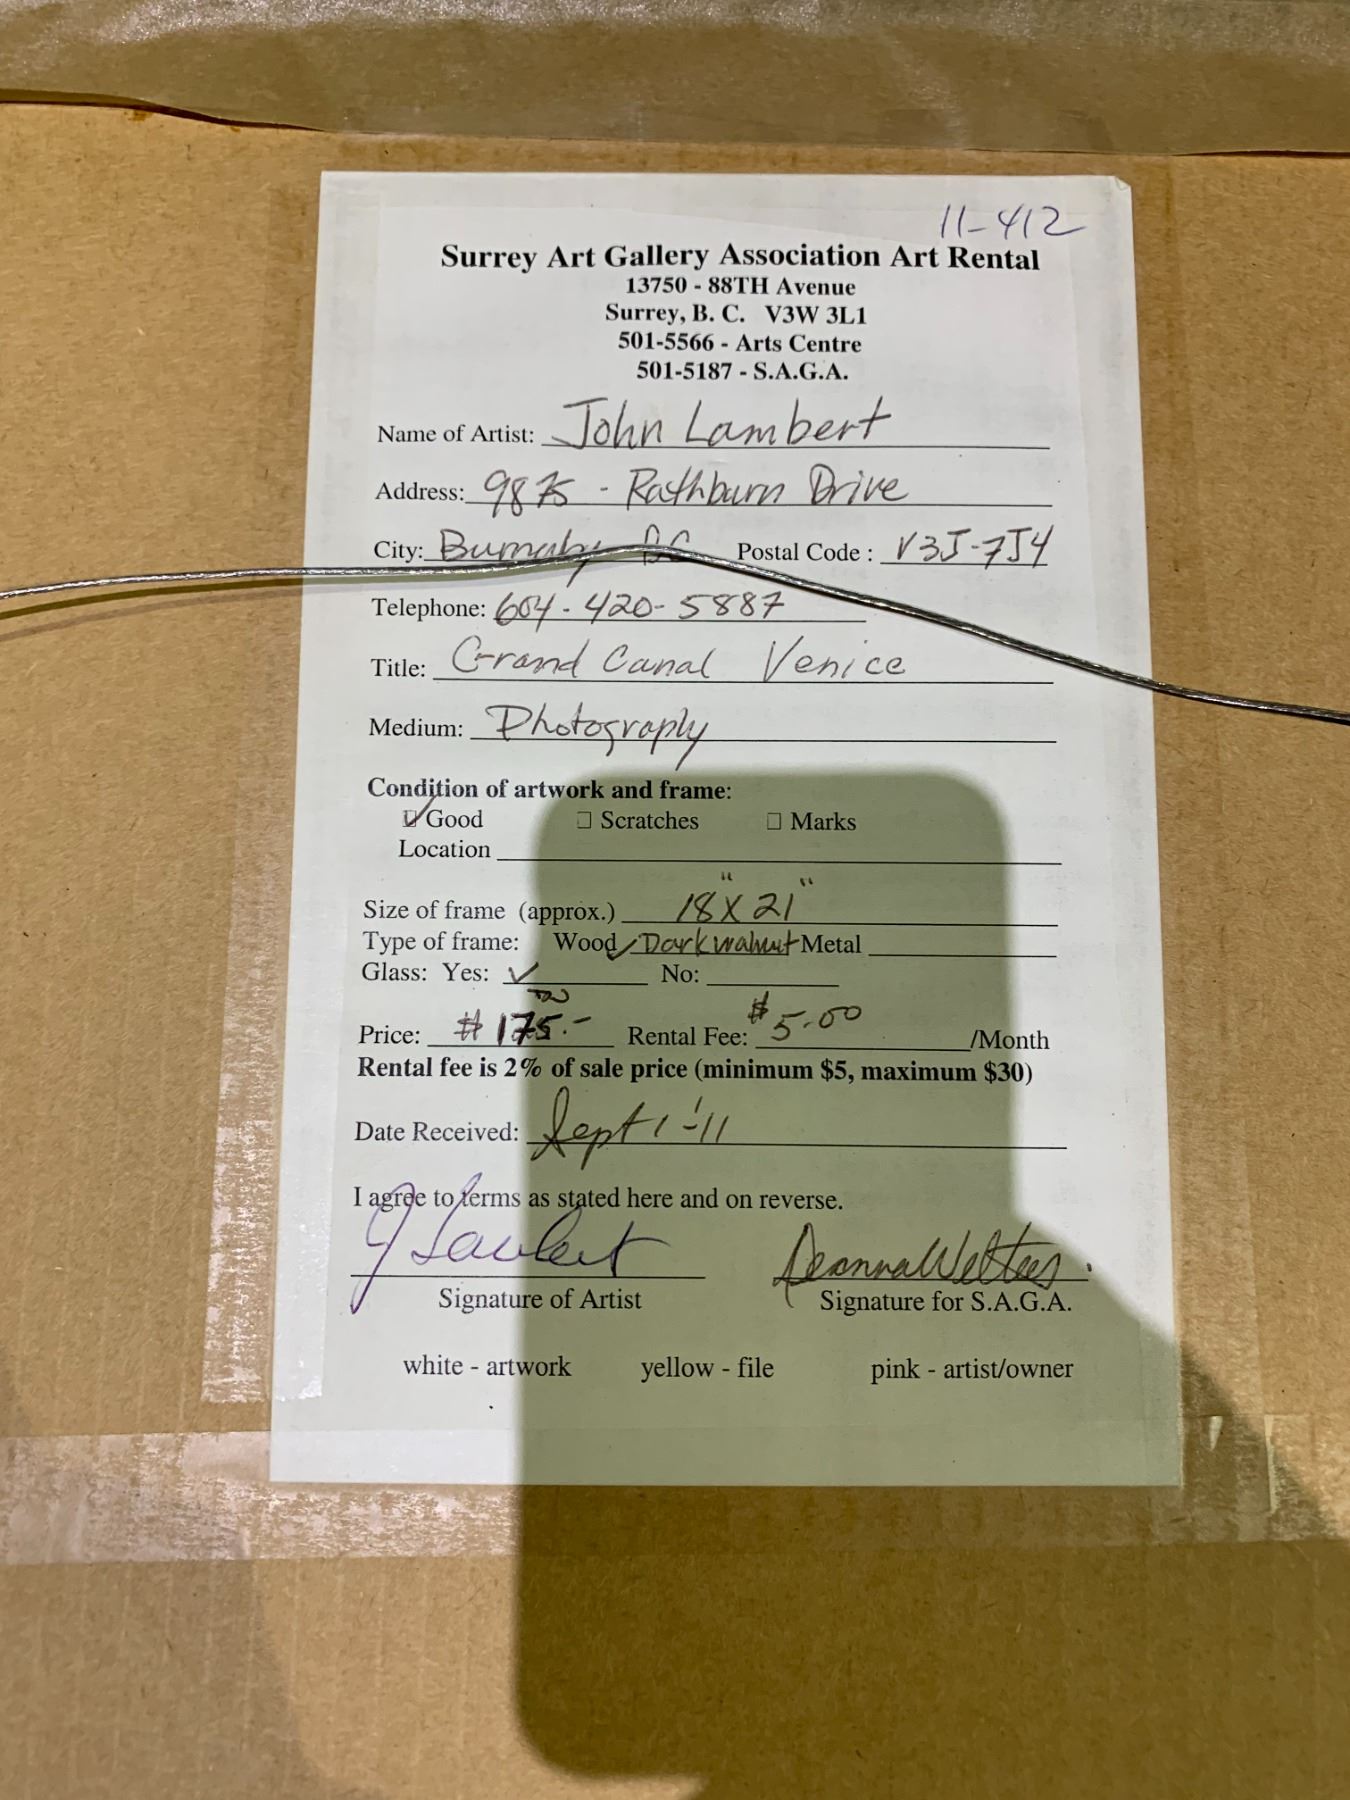 11-412
Surrey Art Gallery Association Art Rental
13750 - 88TH Avenue
Surrey, B. C. V3W 3L1
501-5566 - Arts Centre
501-5187 - S.A.G.A.
Name of Artist: John Lambert
Address: 9875 - Rathburn Drive
City: Burnaby BC Postal Code : V3J-7J4
Telephone: 604-420-5887
Title: Grand Canal Venice
Medium: Photography
Condition of artwork and frame:
☑ Good ☐ Scratches ☐ Marks
Location
Size of frame (approx.) 18" X 21"
Type of frame: Wood ✓ Dark walnut Metal
Glass: Yes: ✓ No:
Price: $175.- Rental Fee: $5.00 /Month
Rental fee is 2% of sale price (minimum $5, maximum $30)
Date Received: Sept 1 '11
I agree to terms as stated here and on reverse.
J Lambert
Signature of Artist Signature for S.A.G.A.
white - artwork yellow - file pink - artist/owner